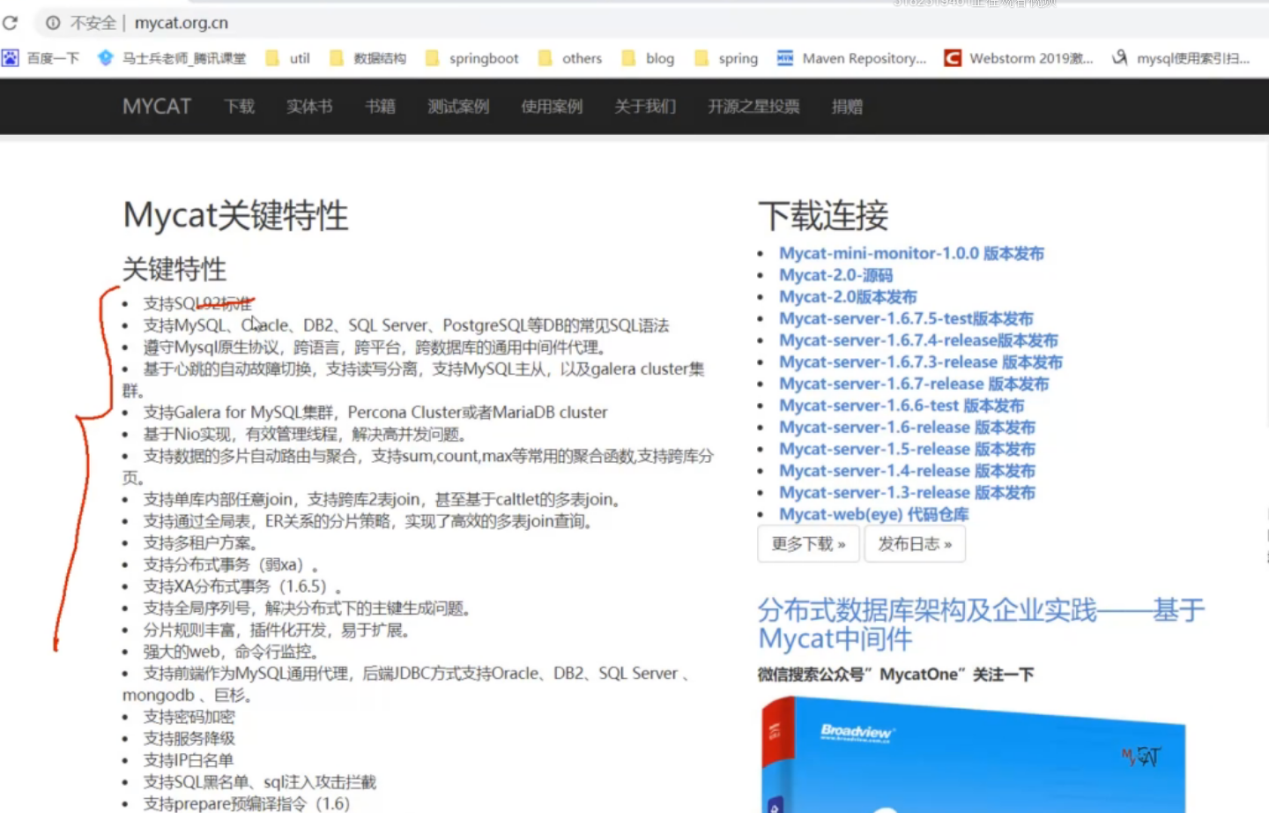 不安全 | mycat.org.cn
百度一下 马士兵老师_腾讯课堂 util 数据结构 springboot others blog spring Maven Repository... Webstorm 2019激... mysql使用索引扫...
MYCAT 下载 实体书 书籍 测试案例 使用案例 关于我们 开源之星投票 捐赠
Mycat关键特性
关键特性
支持SQL92标准
支持MySQL、Oracle、DB2、SQL Server、PostgreSQL等DB的常见SQL语法
遵守Mysql原生协议，跨语言，跨平台，跨数据库的通用中间件代理。
基于心跳的自动故障切换，支持读写分离，支持MySQL主从，以及galera cluster集
群。
支持Galera for MySQL集群，Percona Cluster或者MariaDB cluster
基于Nio实现，有效管理线程，解决高并发问题。
支持数据的多片自动路由与聚合，支持sum,count,max等常用的聚合函数,支持跨库分
页。
支持单库内部任意join，支持跨库2表join，甚至基于caltlet的多表join。
支持通过全局表，ER关系的分片策略，实现了高效的多表join查询。
支持多租户方案。
支持分布式事务（弱xa）。
支持XA分布式事务（1.6.5）。
支持全局序列号，解决分布式下的主键生成问题。
分片规则丰富，插件化开发，易于扩展。
强大的web，命令行监控。
支持前端作为MySQL通用代理，后端JDBC方式支持Oracle、DB2、SQL Server 、
mongodb 、巨杉。
支持密码加密
支持服务降级
支持IP白名单
支持SQL黑名单、sql注入攻击拦截
支持prepare预编译指令（1.6）
下载连接
Mycat-mini-monitor-1.0.0 版本发布
Mycat-2.0-源码
Mycat-2.0版本发布
Mycat-server-1.6.7.5-test版本发布
Mycat-server-1.6.7.4-release版本发布
Mycat-server-1.6.7.3-release 版本发布
Mycat-server-1.6.7-release 版本发布
Mycat-server-1.6.6-test 版本发布
Mycat-server-1.6-release 版本发布
Mycat-server-1.5-release 版本发布
Mycat-server-1.4-release 版本发布
Mycat-server-1.3-release 版本发布
Mycat-web(eye) 代码仓库
更多下载 » 发布日志 »
分布式数据库架构及企业实践——基于
Mycat中间件
微信搜索公众号”MycatOne”关注一下
Broadview
www.broadview.com.cn
MyCAT